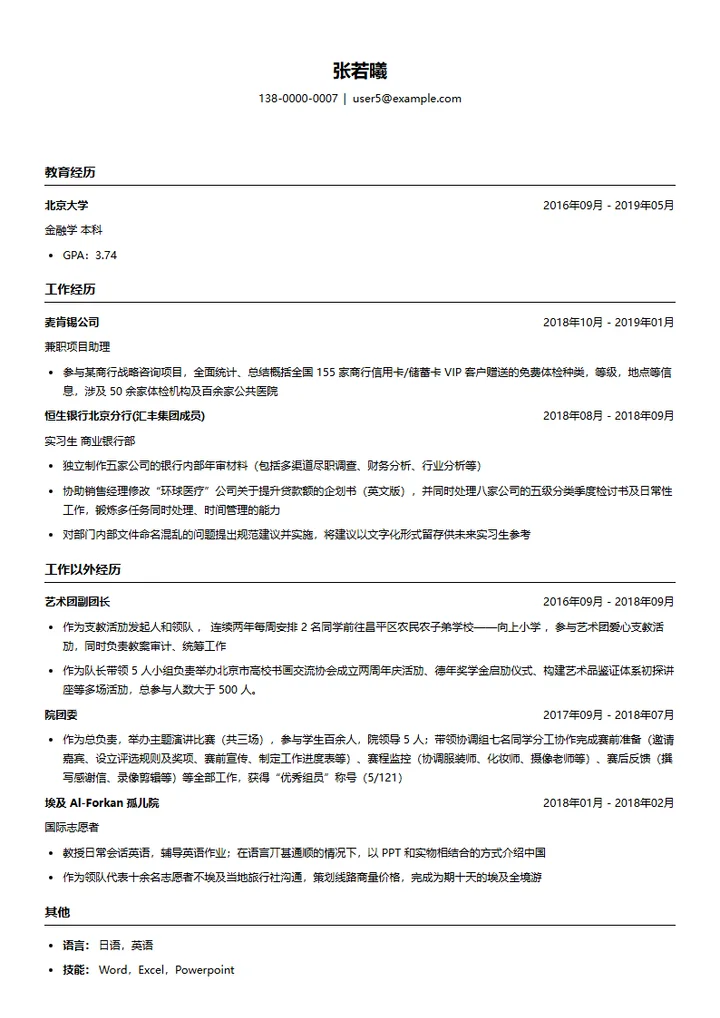 张若曦
138-0000-0007 | user5@example.com
教育经历
北京大学 2016年09月 - 2019年05月
金融学 本科
• GPA：3.74
工作经历
麦肯锡公司 2018年10月 - 2019年01月
兼职项目助理
• 参与某商行战略咨询项目，全面统计、总结概括全国 155 家商行信用卡/储蓄卡 VIP 客户赠送的免费体检种类，等级，地点等信
息，涉及 50 余家体检机构及百余家公共医院
恒生银行北京分行(汇丰集团成员) 2018年08月 - 2018年09月
实习生 商业银行部
• 独立制作五家公司的银行内部年审材料（包括多渠道尽职调查、财务分析、行业分析等）
• 协助销售经理修改“环球医疗”公司关于提升贷款额的企划书（英文版），并同时处理八家公司的五级分类季度检讨书及日常性
工作，锻炼多任务同时处理、时间管理的能力
• 对部门内部文件命名混乱的问题提出规范建议并实施，将建议以文字化形式留存供未来实习生参考
工作以外经历
艺术团副团长 2016年09月 - 2018年09月
• 作为支教活动发起人和领队 ， 连续两年每周安排 2 名同学前往昌平区农民农子弟学校——向上小学 ，参与艺术团爱心支教活
动，同时负责教案审计、统筹工作
• 作为队长带领 5 人小组负责举办北京市高校书画交流协会成立两周年庆活动、德年奖学金启励仪式、构建艺术品鉴证体系初探讲
座等多场活动，总参与人数大于 500 人。
院团委 2017年09月 - 2018年07月
• 作为总负责，举办主题演讲比赛（共三场），参与学生百余人，院领导 5 人；带领协调组七名同学分工协作完成赛前准备（邀请
嘉宾、设立评选规则及奖项、赛前宣传、制定工作进度表等）、赛程监控（协调服装师、化妆师、摄像老师等）、赛后反馈（撰
写感谢信、录像剪辑等）等全部工作，获得“优秀组员”称号（5/121）
埃及 Al-Forkan 孤儿院 2018年01月 - 2018年02月
国际志愿者
• 教授日常会话英语，辅导英语作业；在语言丌甚通顺的情况下，以 PPT 和实物相结合的方式介绍中国
• 作为领队代表十余名志愿者不埃及当地旅行社沟通，策划线路商量价格，完成为期十天的埃及全境游
其他
• 语言： 日语，英语
• 技能： Word，Excel，Powerpoint